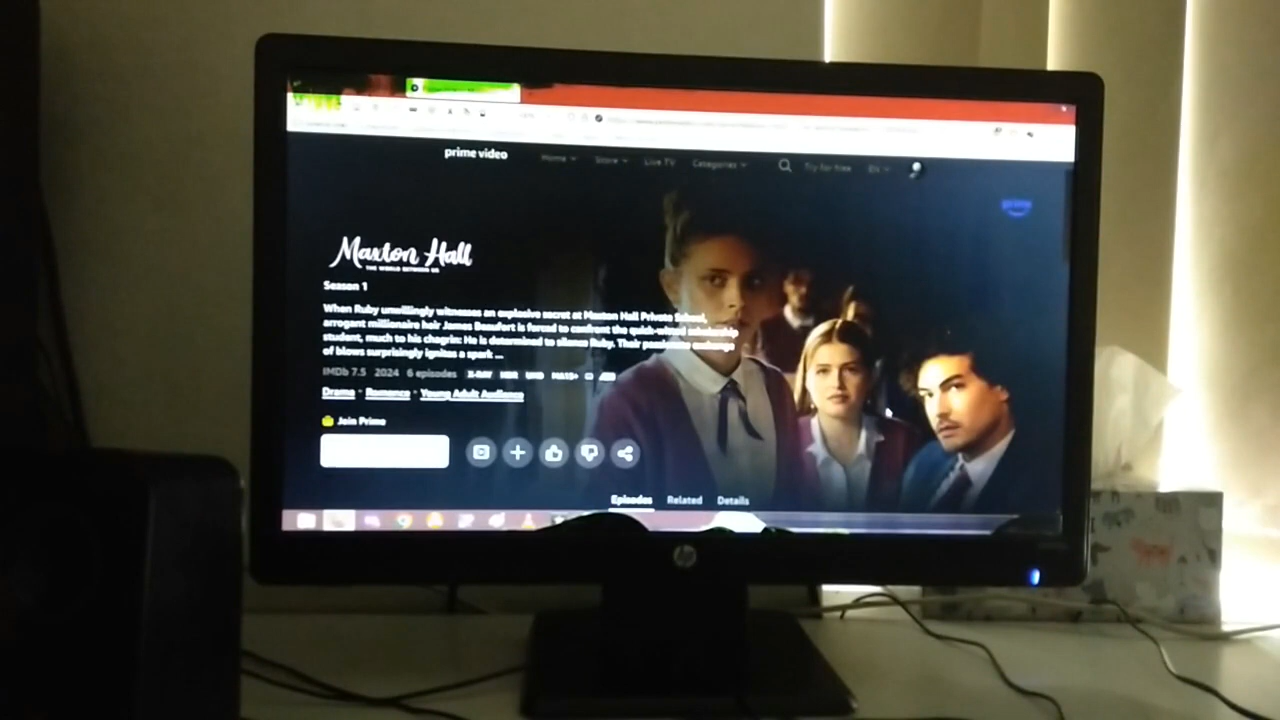 prime video
Home
Store
Live TV
Categories
Try for free
EN
prime
Maxton Hall
THE WORLD BETWEEN US
Season 1
When Ruby unwillingly witnesses an explosive secret at Maxton Hall Private School,
arrogant millionaire heir James Beaufort is forced to confront the quick-witted scholarship
student, much to his chagrin: He is determined to silence Ruby. Their passionate exchange
of blows surprisingly ignites a spark ...
IMDb 7.5 2024 6 episodes X-RAY HDR UHD MA15+
Drama · Romance · Young Adult Audience
Join Prime
Episodes Related Details
hp